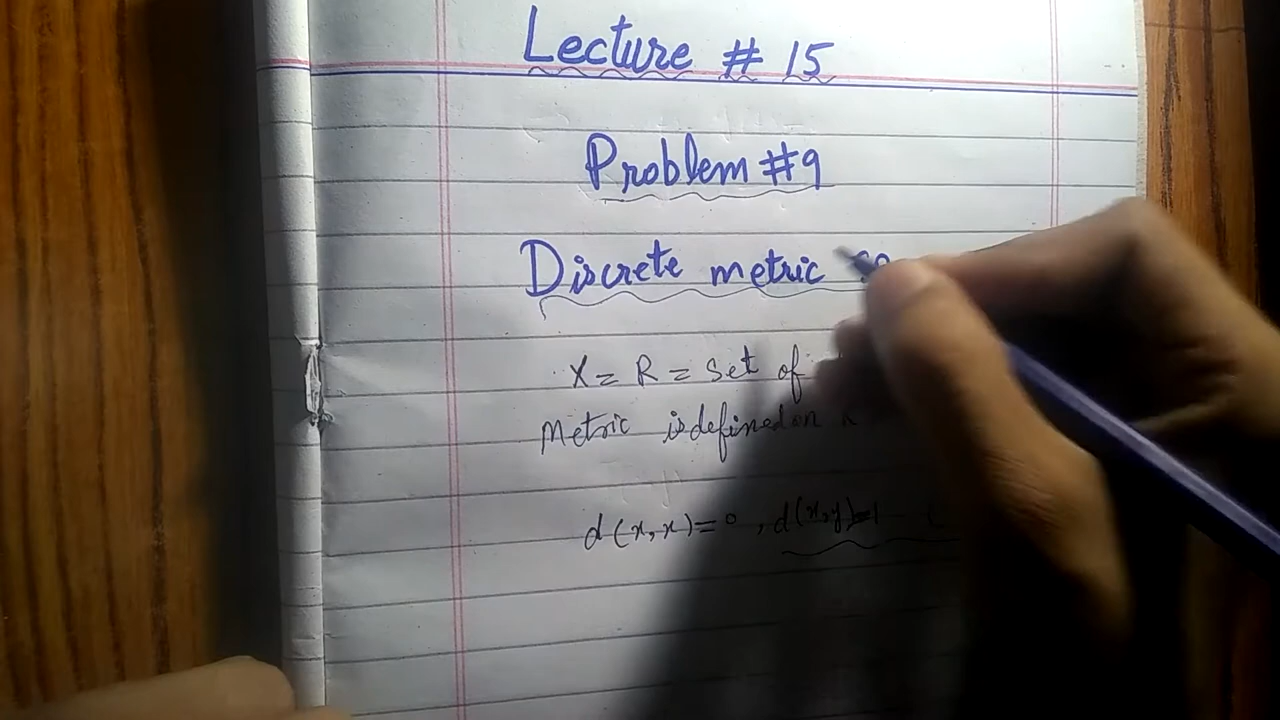 Lecture # 15
Problem #9
Discrete metric
X = R = set of
Metric is defined on
d(x,x)=0 , d(x,y)=1